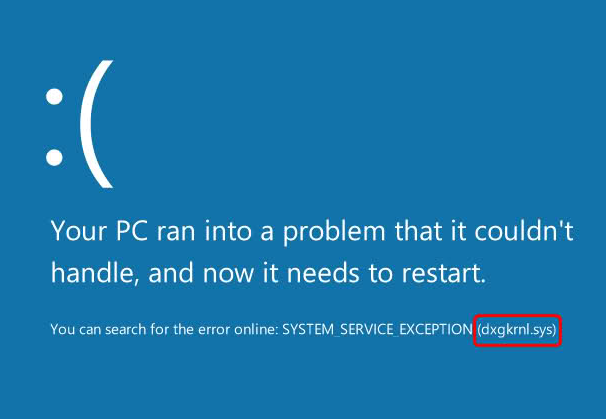 :(
Your PC ran into a problem that it couldn't
handle, and now it needs to restart.
You can search for the error online: SYSTEM_SERVICE_EXCEPTION (dxgkrnl.sys)